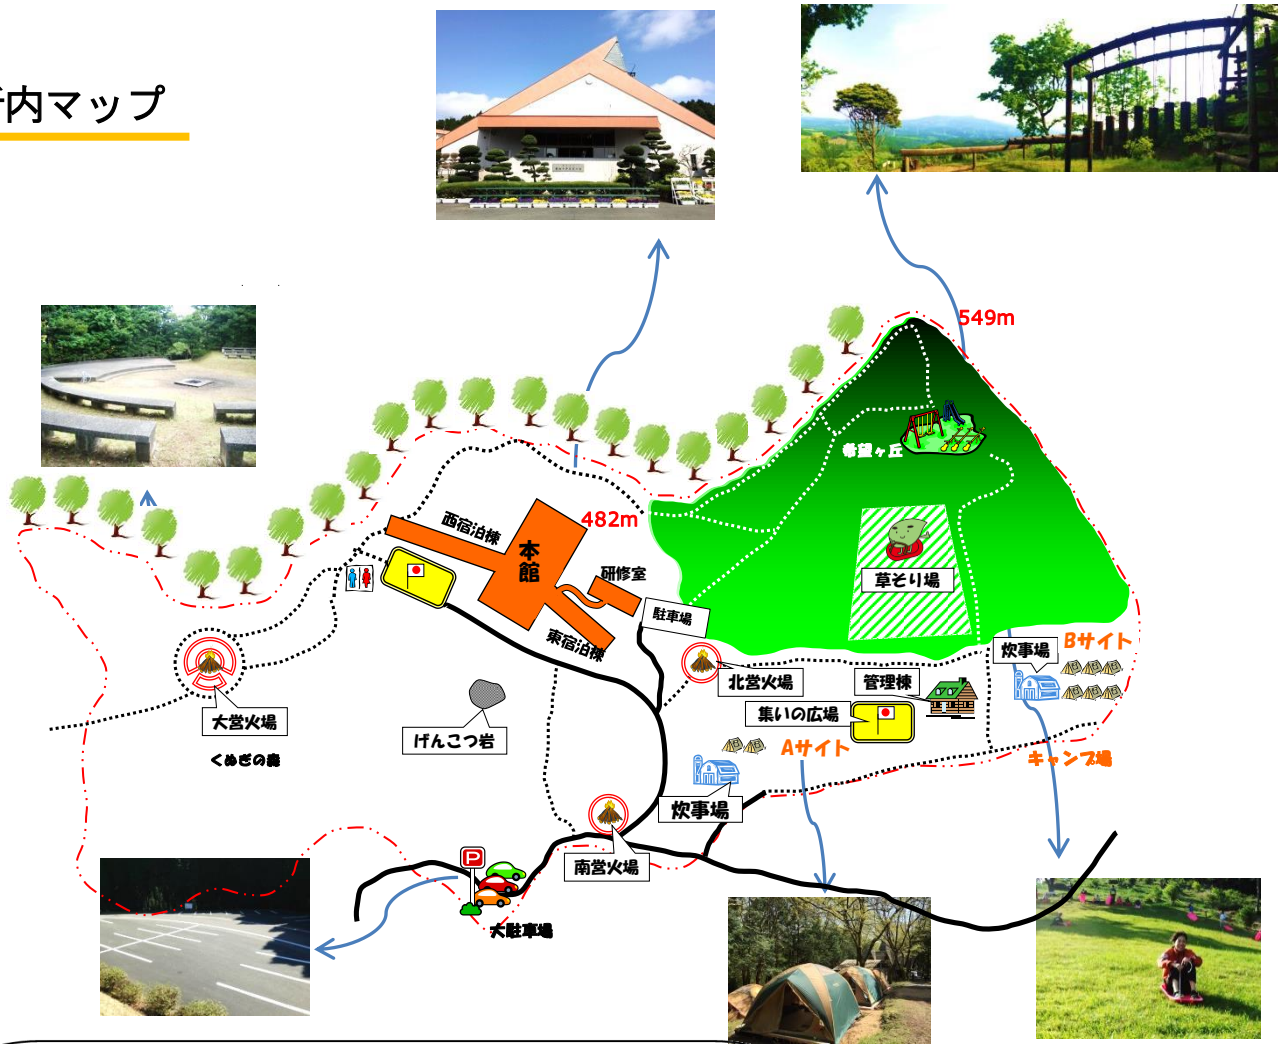 内マップ
549m
希望ヶ丘
482m
西宿泊棟
本館
研修室
草そり場
駐車場
東宿泊棟
Bサイト
炊事場
北営火場
管理棟
集いの広場
大営火場
げんこつ岩
Aサイト
くぬぎの森
キャンプ場
炊事場
P
南営火場
大駐車場